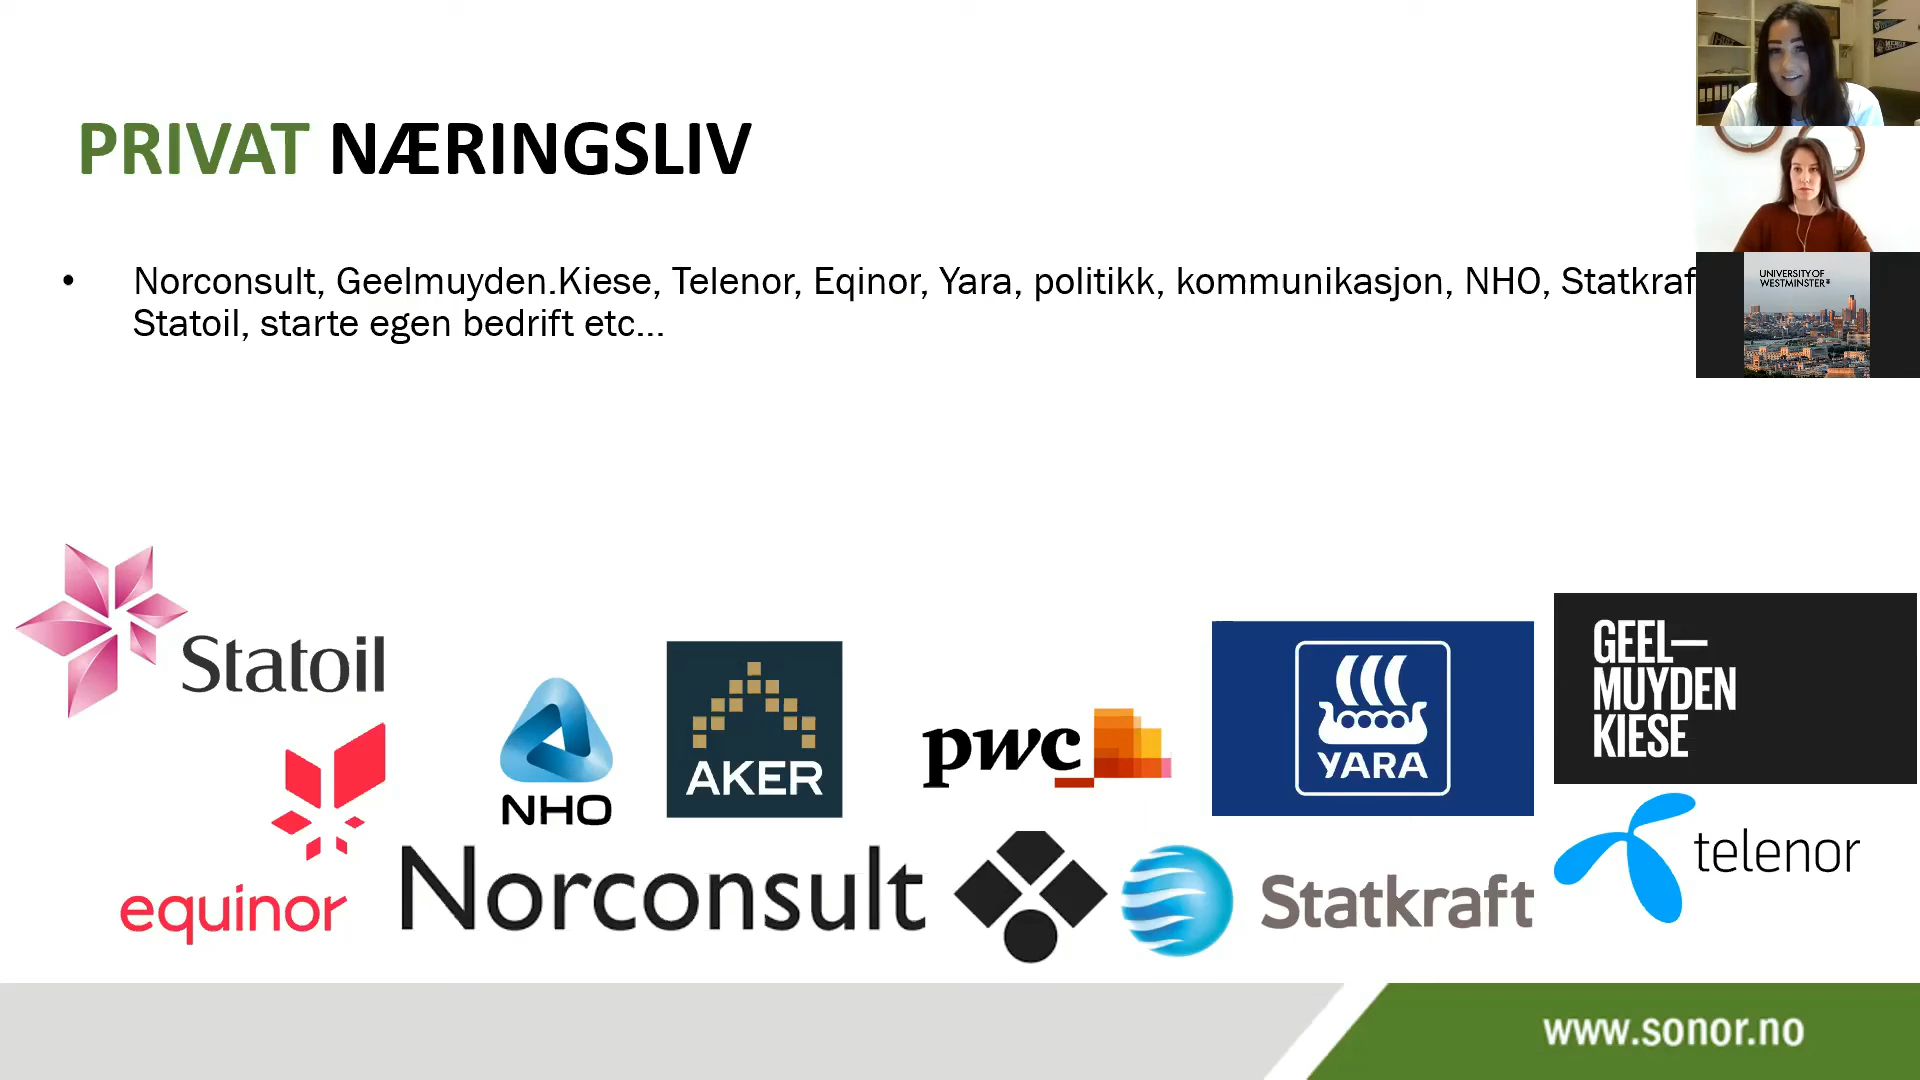 PRIVAT NÆRINGSLIV
• Norconsult, Geelmuyden.Kiese, Telenor, Eqinor, Yara, politikk, kommunikasjon, NHO, Statkraf
Statoil, starte egen bedrift etc...
UNIVERSITY OF
WESTMINSTER
Statoil
equinor
NHO
AKER
pwc
YARA
GEEL—
MUYDEN
KIESE
telenor
Norconsult
Statkraft
www.sonor.no